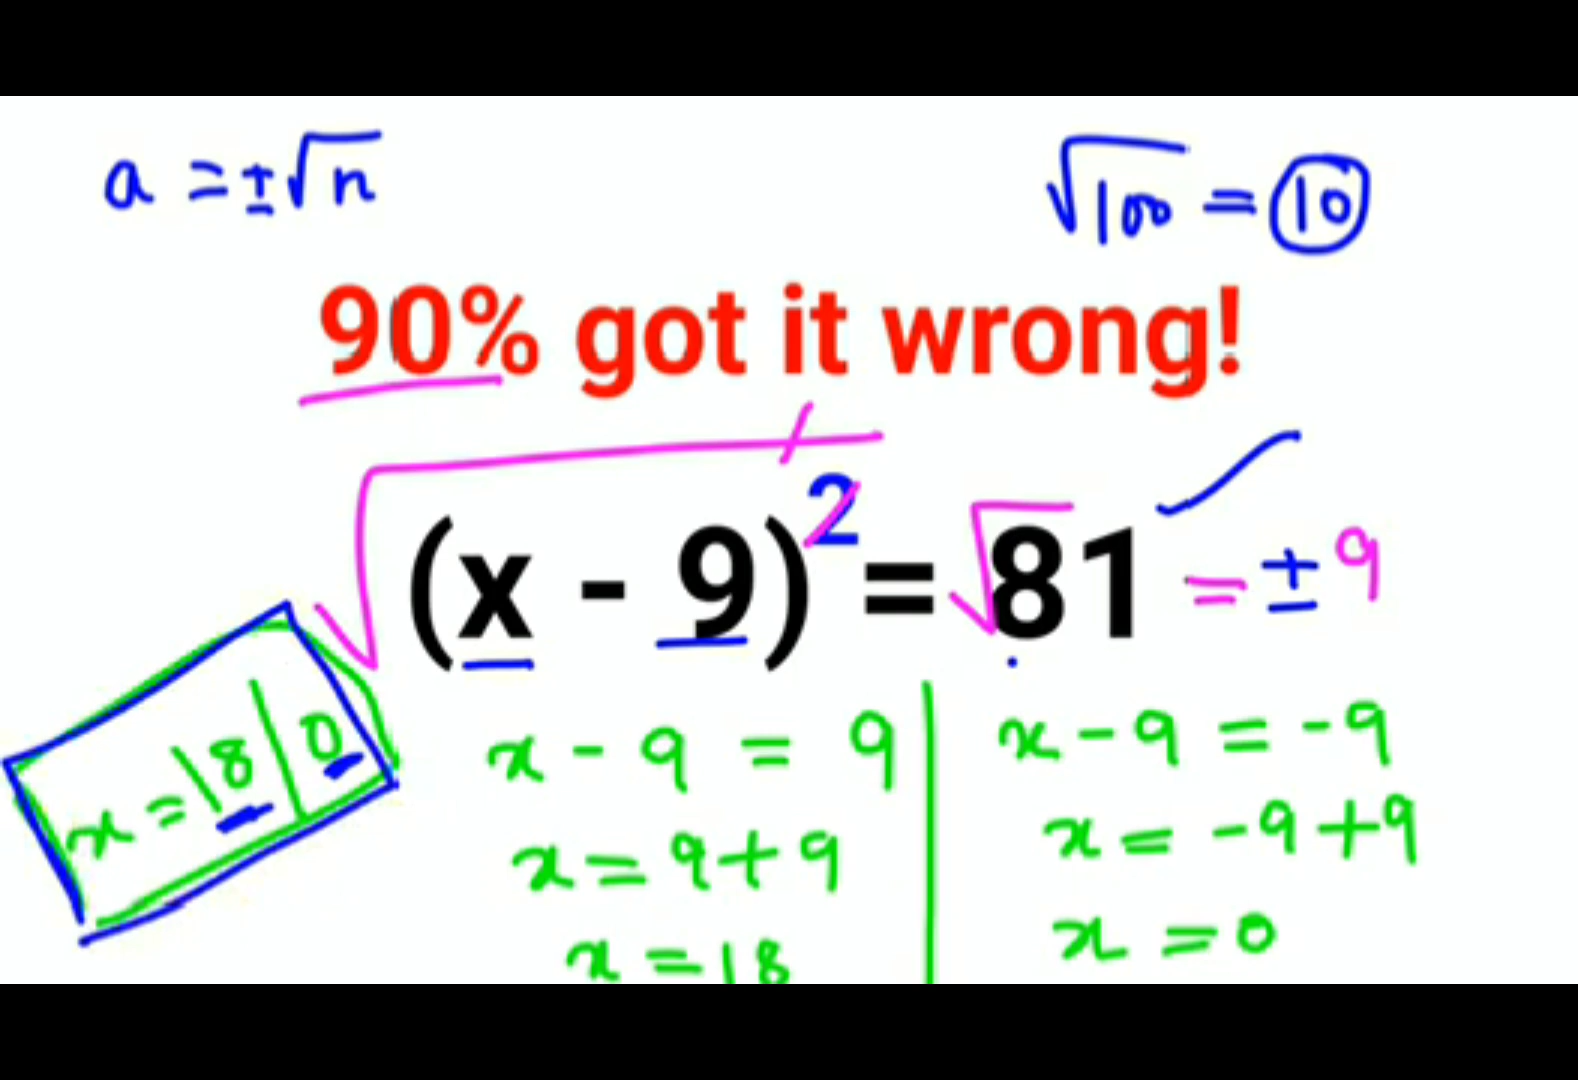 a = ±√n
√100 = 10
90% got it wrong!
√(x - 9)² = √81 = ± 9
x = 18 | 0
x - 9 = 9
x = 9 + 9
x = 18
x - 9 = -9
x = -9 + 9
x = 0